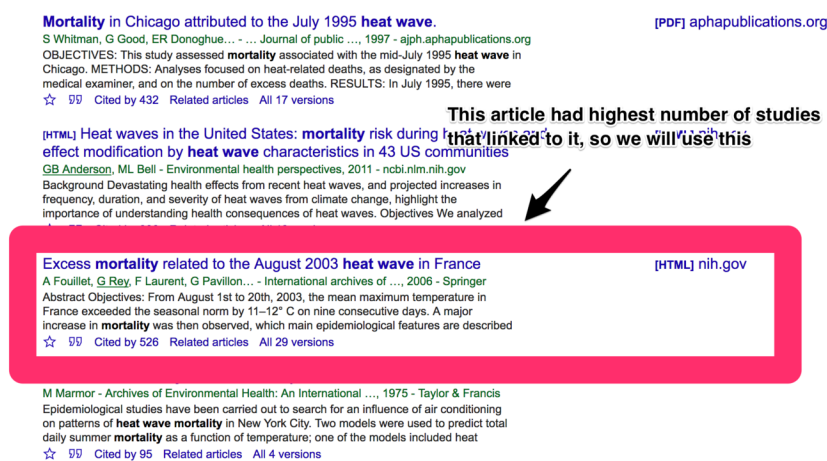 Mortality in Chicago attributed to the July 1995 heat wave.
[PDF] aphapublications.org
S Whitman, G Good, ER Donoghue… - … Journal of public …, 1997 - ajph.aphapublications.org
OBJECTIVES: This study assessed mortality associated with the mid-July 1995 heat wave in
Chicago. METHODS: Analyses focused on heat-related deaths, as designated by the
medical examiner, and on the number of excess deaths. RESULTS: In July 1995, there were
Cited by 432 Related articles All 17 versions
This article had highest number of studies
that linked to it, so we will use this
[HTML] Heat waves in the United States: mortality risk during
effect modification by heat wave characteristics in 43 US communities
GB Anderson, ML Bell - Environmental health perspectives, 2011 - ncbi.nlm.nih.gov
Background Devastating health effects from recent heat waves, and projected increases in
frequency, duration, and severity of heat waves from climate change, highlight the
importance of understanding health consequences of heat waves. Objectives We analyzed
Excess mortality related to the August 2003 heat wave in France
[HTML] nih.gov
A Fouillet, G Rey, F Laurent, G Pavillon… - International archives of …, 2006 - Springer
Abstract Objectives: From August 1st to 20th, 2003, the mean maximum temperature in
France exceeded the seasonal norm by 11–12° C on nine consecutive days. A major
increase in mortality was then observed, which main epidemiological features are described
Cited by 526 Related articles All 29 versions
M Marmor - Archives of Environmental Health: An International …, 1975 - Taylor & Francis
Epidemiological studies have been carried out to search for an influence of air conditioning
on patterns of heat wave mortality in New York City. Two models were used to predict total
daily summer mortality as a function of temperature; one of the models included heat
Cited by 95 Related articles All 4 versions